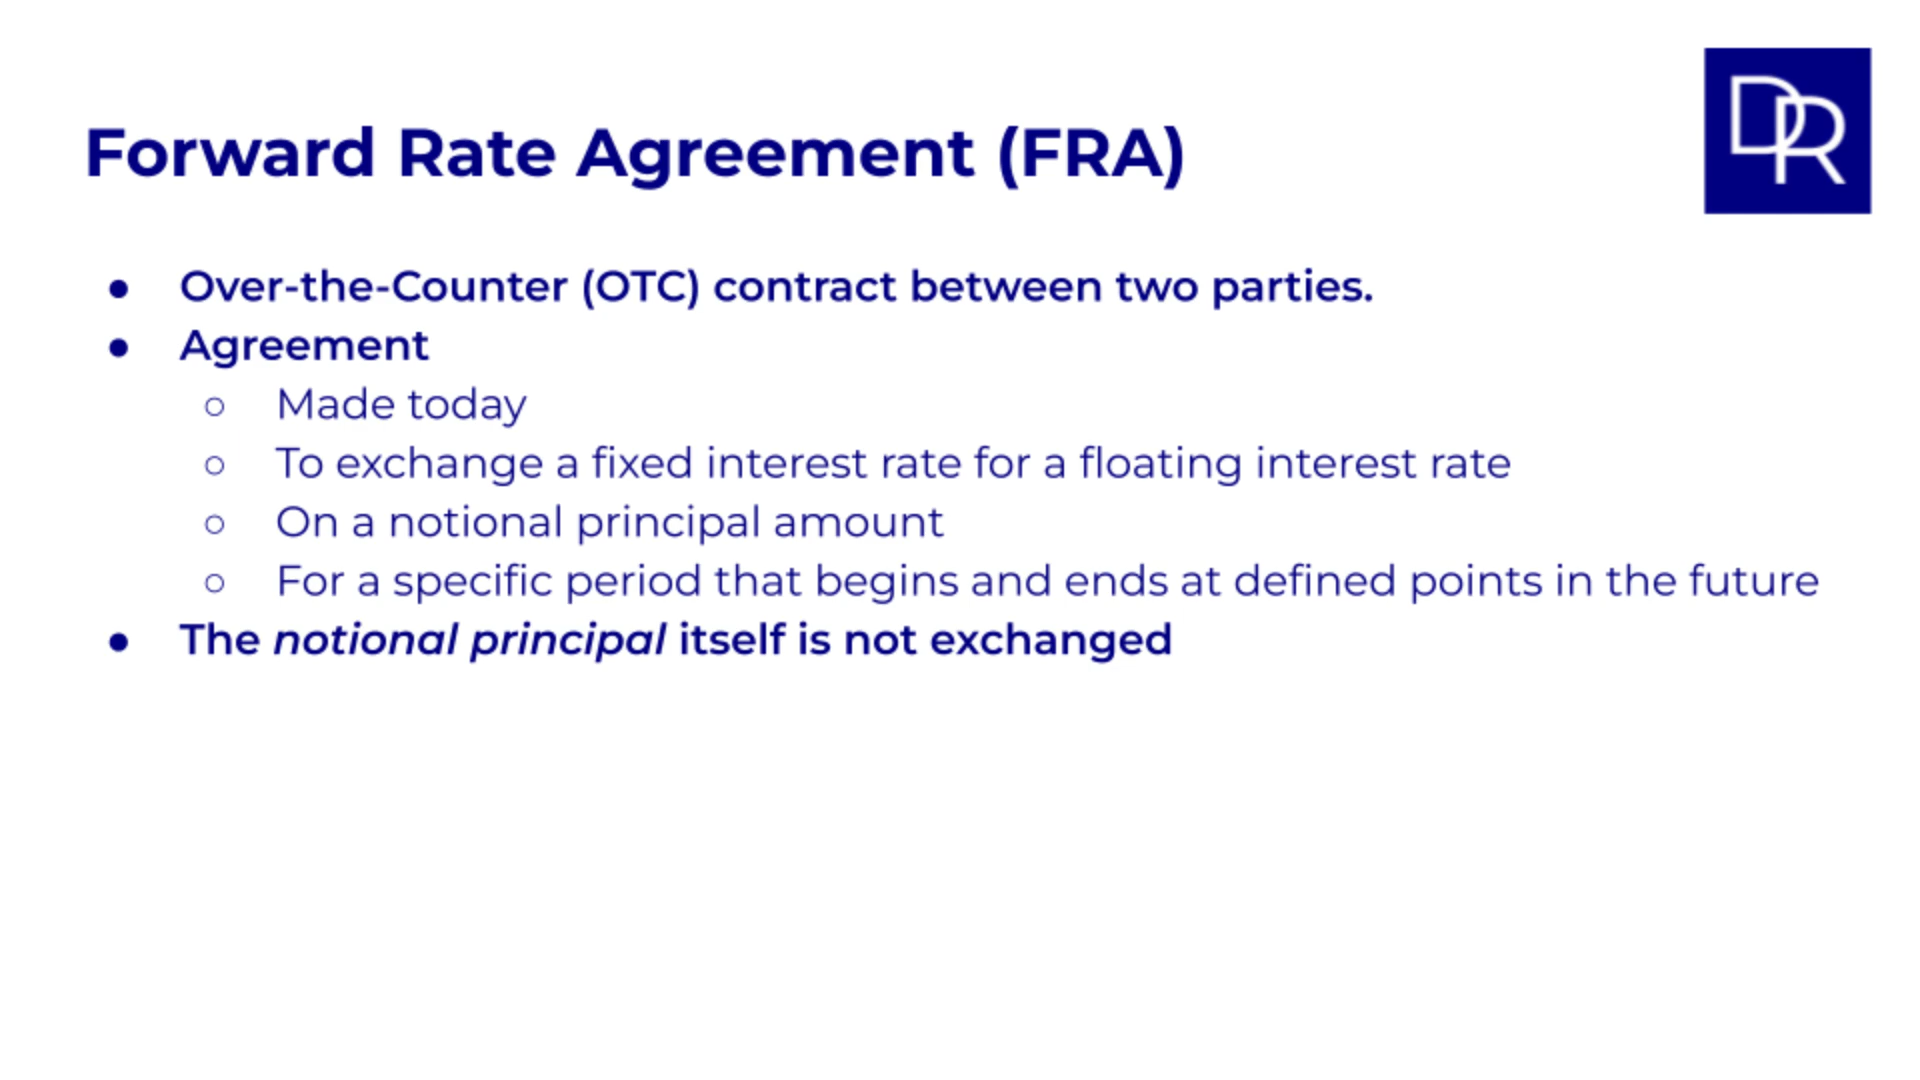 DR
Forward Rate Agreement (FRA)
● Over-the-Counter (OTC) contract between two parties.
● Agreement
○ Made today
○ To exchange a fixed interest rate for a floating interest rate
○ On a notional principal amount
○ For a specific period that begins and ends at defined points in the future
● The notional principal itself is not exchanged